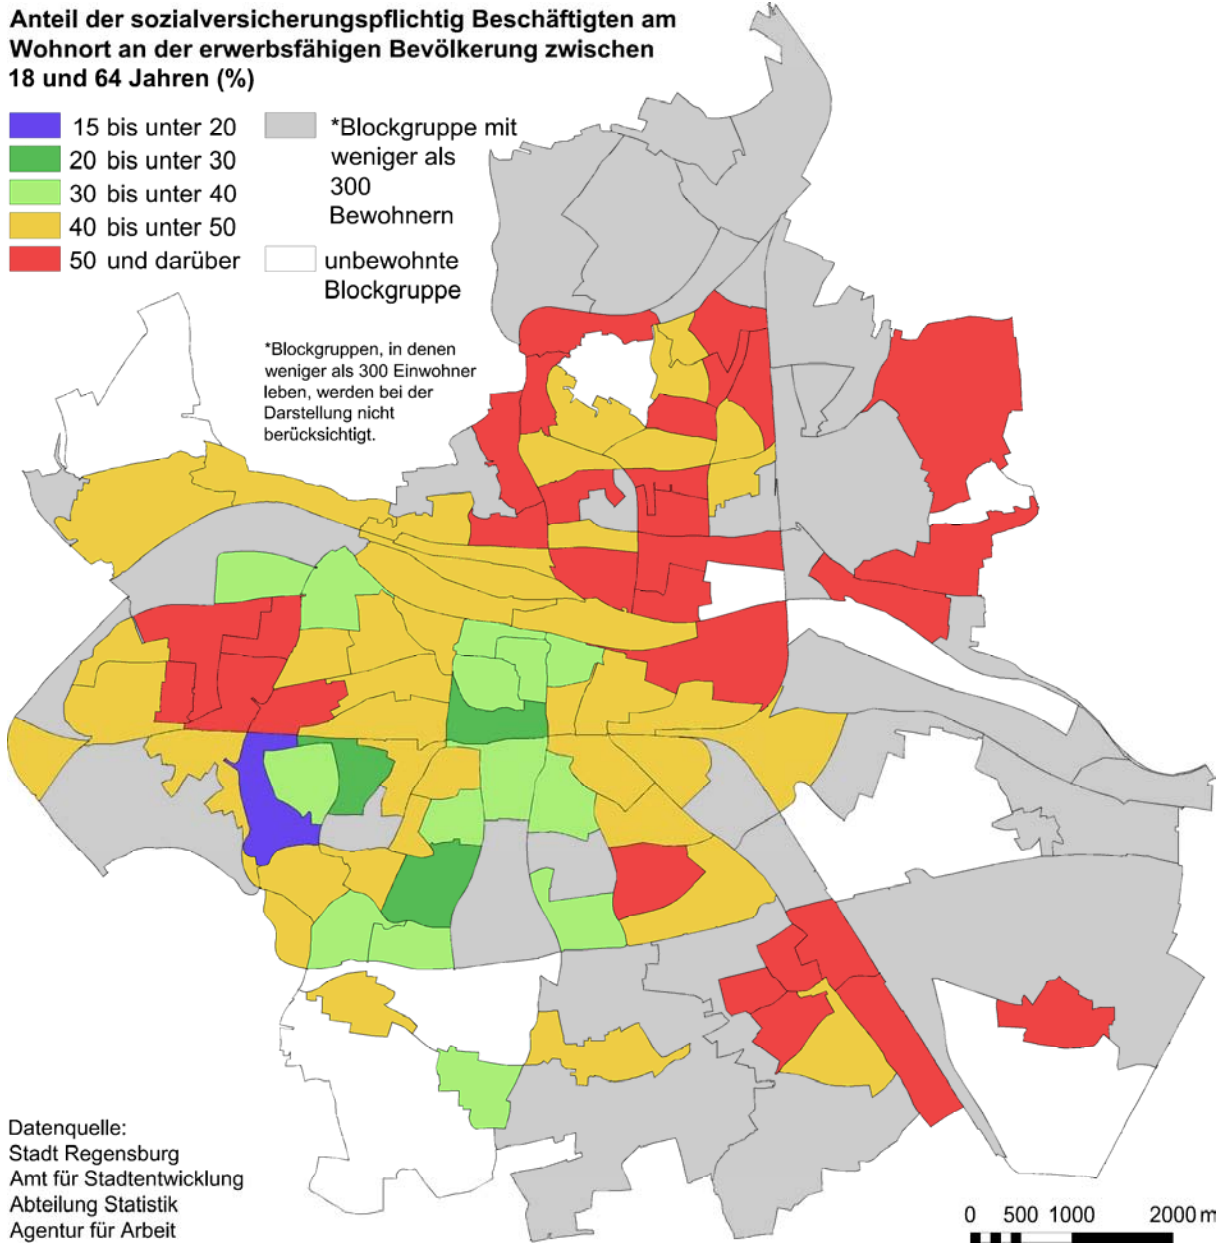 Anteil der sozialversicherungspflichtig Beschäftigten am
Wohnort an der erwerbsfähigen Bevölkerung zwischen
18 und 64 Jahren (%)
15 bis unter 20
20 bis unter 30
30 bis unter 40
40 bis unter 50
50 und darüber
*Blockgruppe mit
weniger als
300
Bewohnern
unbewohnte
Blockgruppe
*Blockgruppen, in denen
weniger als 300 Einwohner
leben, werden bei der
Darstellung nicht
berücksichtigt.
Datenquelle:
Stadt Regensburg
Amt für Stadtentwicklung
Abteilung Statistik
Agentur für Arbeit
0 500 1000 2000 m